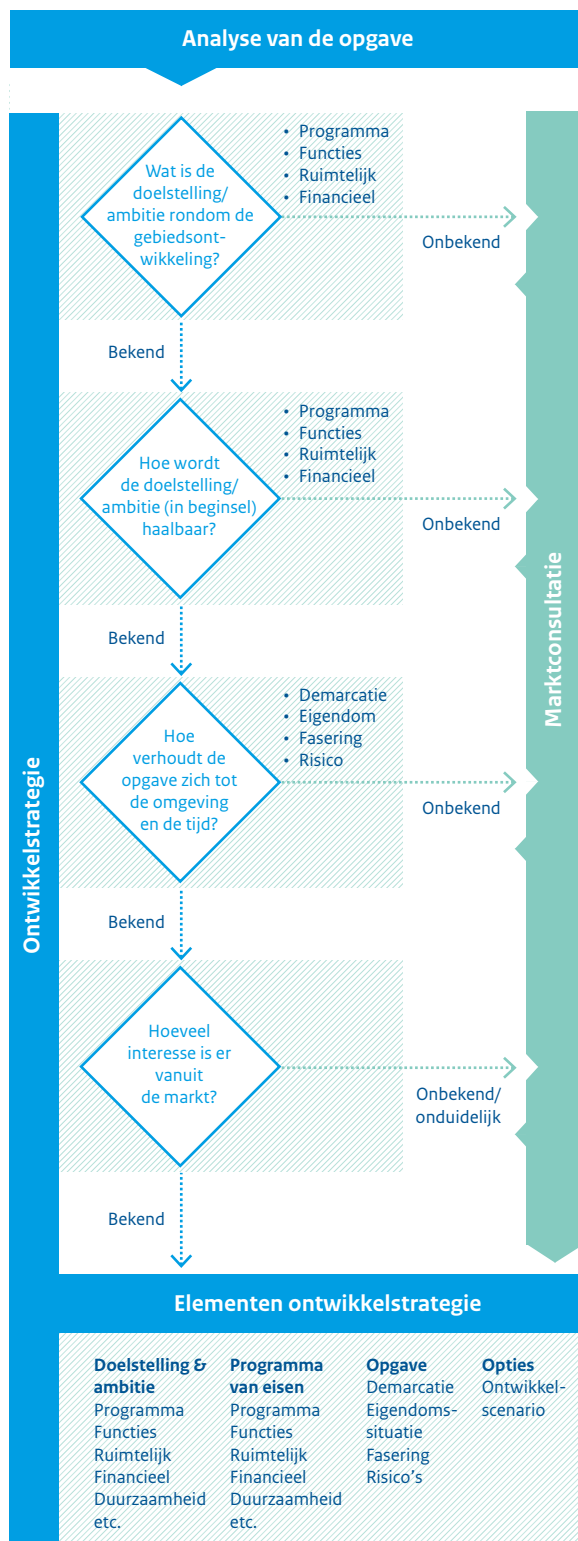 Analyse van de opgave
Ontwikkelstrategie
Marktconsultatie
Wat is de
doelstelling/
ambitie rondom de
gebiedsont-
wikkeling?
• Programma
• Functies
• Ruimtelijk
• Financieel
Onbekend
Bekend
Hoe wordt
de doelstelling/
ambitie (in beginsel)
haalbaar?
• Programma
• Functies
• Ruimtelijk
• Financieel
Onbekend
Bekend
Hoe
verhoudt de
opgave zich tot
de omgeving
en de tijd?
• Demarcatie
• Eigendom
• Fasering
• Risico
Onbekend
Bekend
Hoeveel
interesse is er
vanuit
de markt?
Onbekend/
onduidelijk
Bekend
Elementen ontwikkelstrategie
Doelstelling &
ambitie
Programma
Functies
Ruimtelijk
Financieel
Duurzaamheid
etc.
Programma
van eisen
Programma
Functies
Ruimtelijk
Financieel
Duurzaamheid
etc.
Opgave
Demarcatie
Eigendoms-
situatie
Fasering
Risico's
Opties
Ontwikkel-
scenario